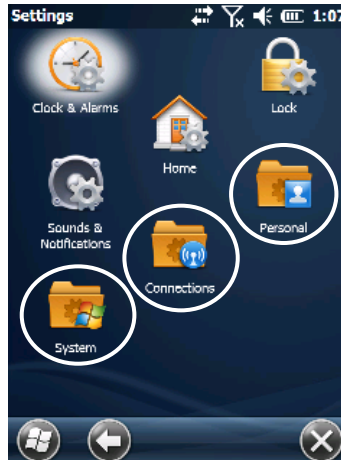 Settings 1:07
Clock & Alarms
Lock
Home
Sounds &
Notifications
Personal
Connections
System